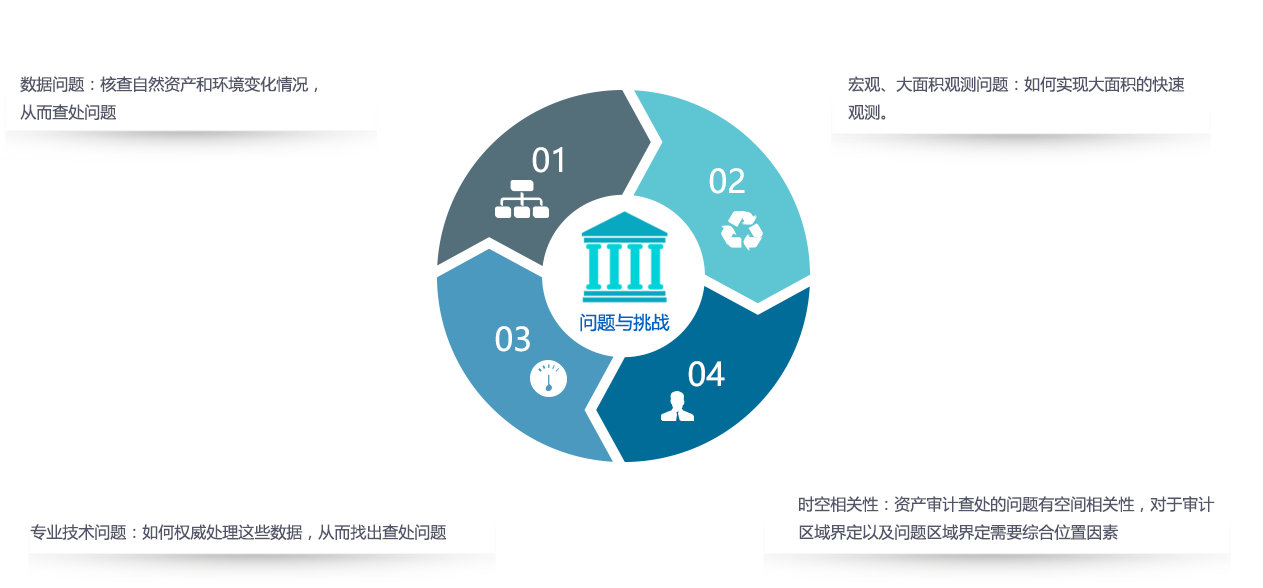 数据问题：核查自然资产和环境变化情况，
从而查处问题
宏观、大面积观测问题：如何实现大面积的快速
观测。
01
02
问题与挑战
03
04
专业技术问题：如何权威处理这些数据，从而找出查处问题
时空相关性：资产审计查处的问题有空间相关性，对于审计
区域界定以及问题区域界定需要综合位置因素